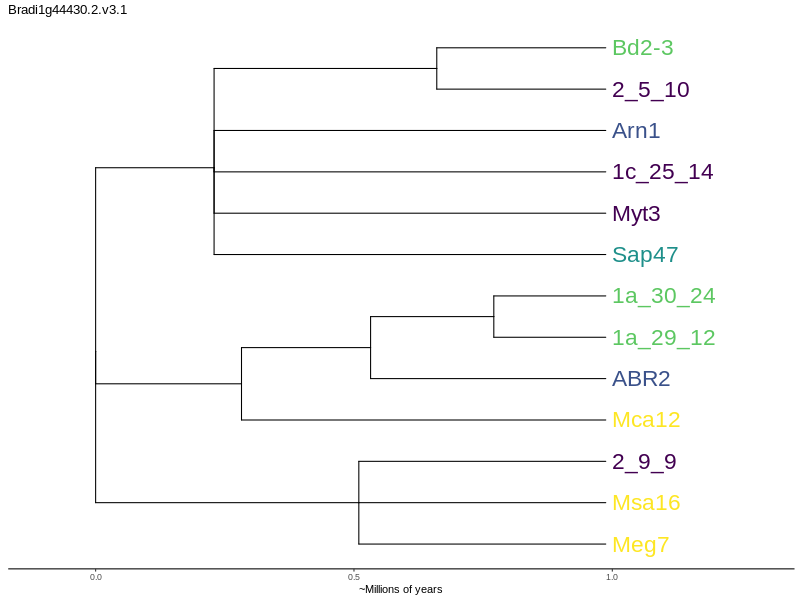 Bradi1g44430.2.v3.1
Bd2-3
2_5_10
Arn1
1c_25_14
Myt3
Sap47
1a_30_24
1a_29_12
ABR2
Mca12
2_9_9
Msa16
Meg7
0.0 0.5 1.0
~Millions of years